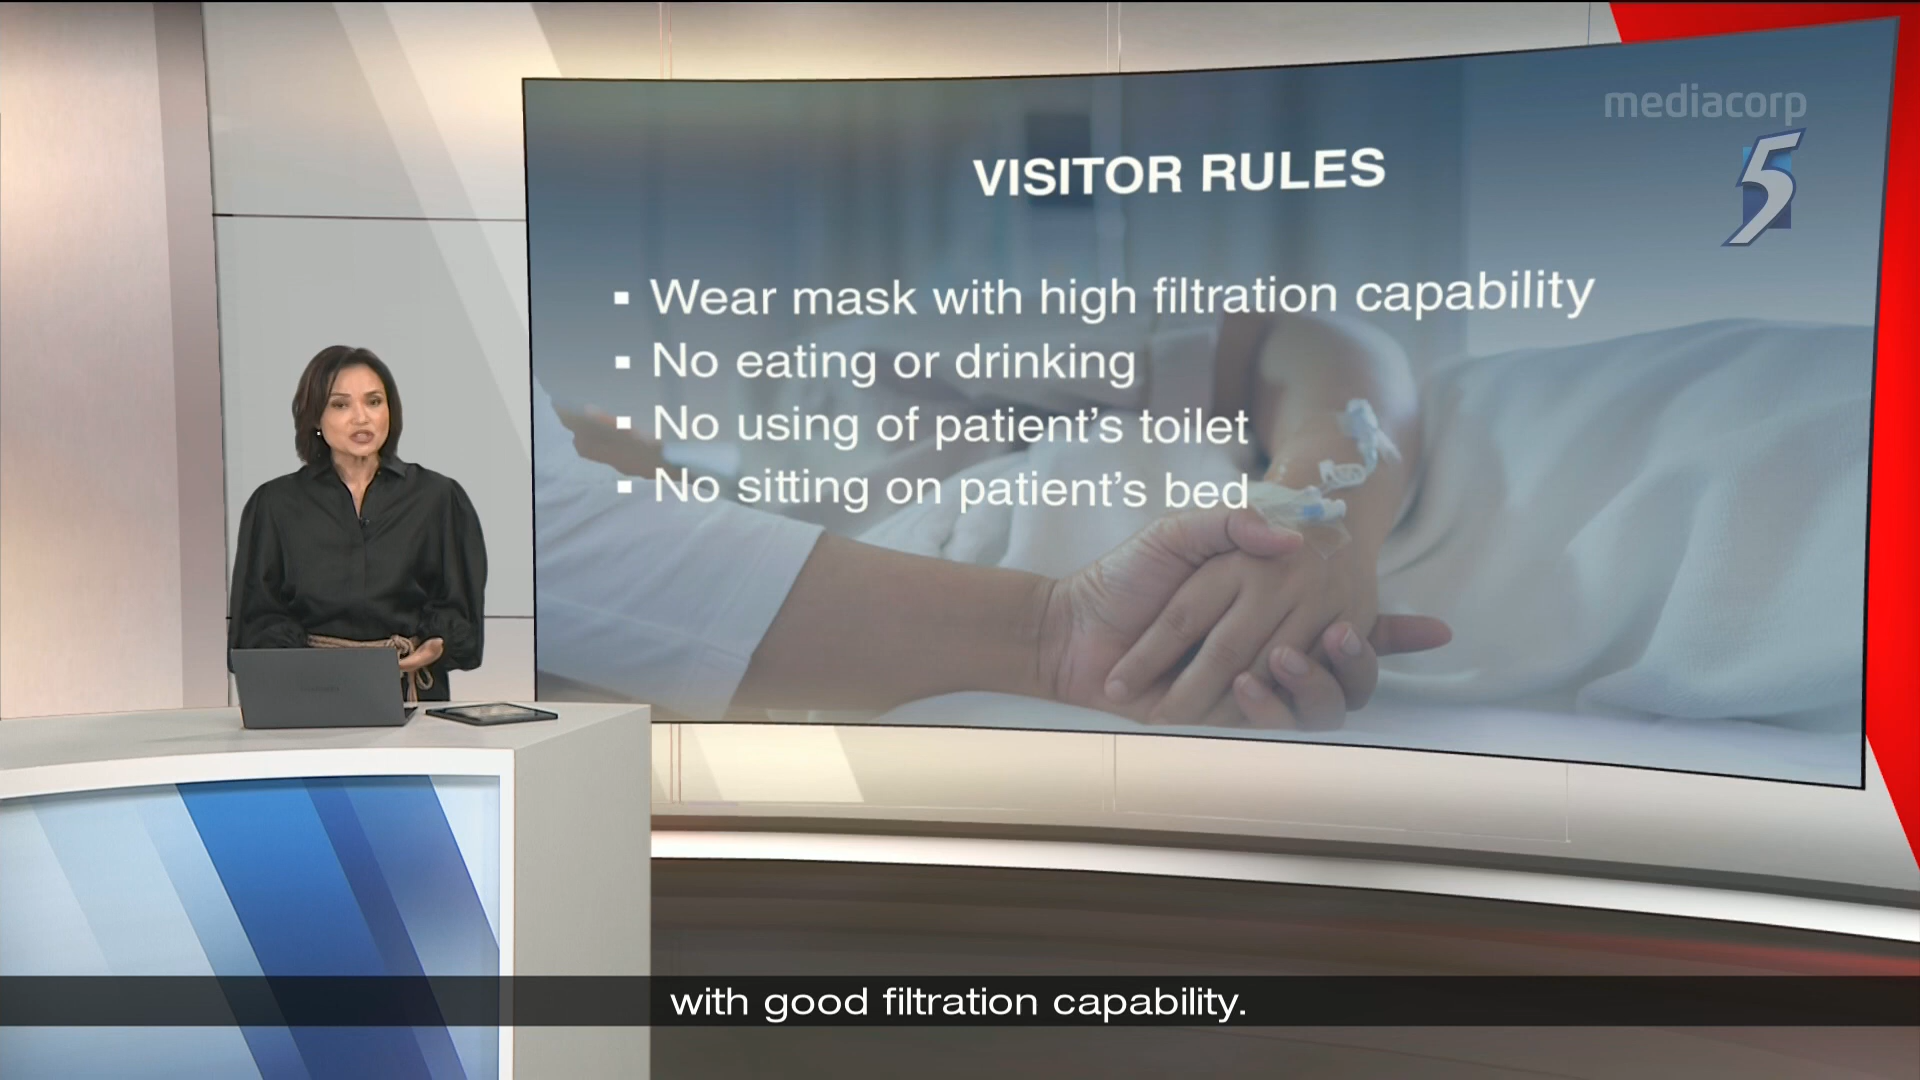 mediacorp
5
VISITOR RULES
▪ Wear mask with high filtration capability
▪ No eating or drinking
▪ No using of patient's toilet
▪ No sitting on patient's bed
with good filtration capability.